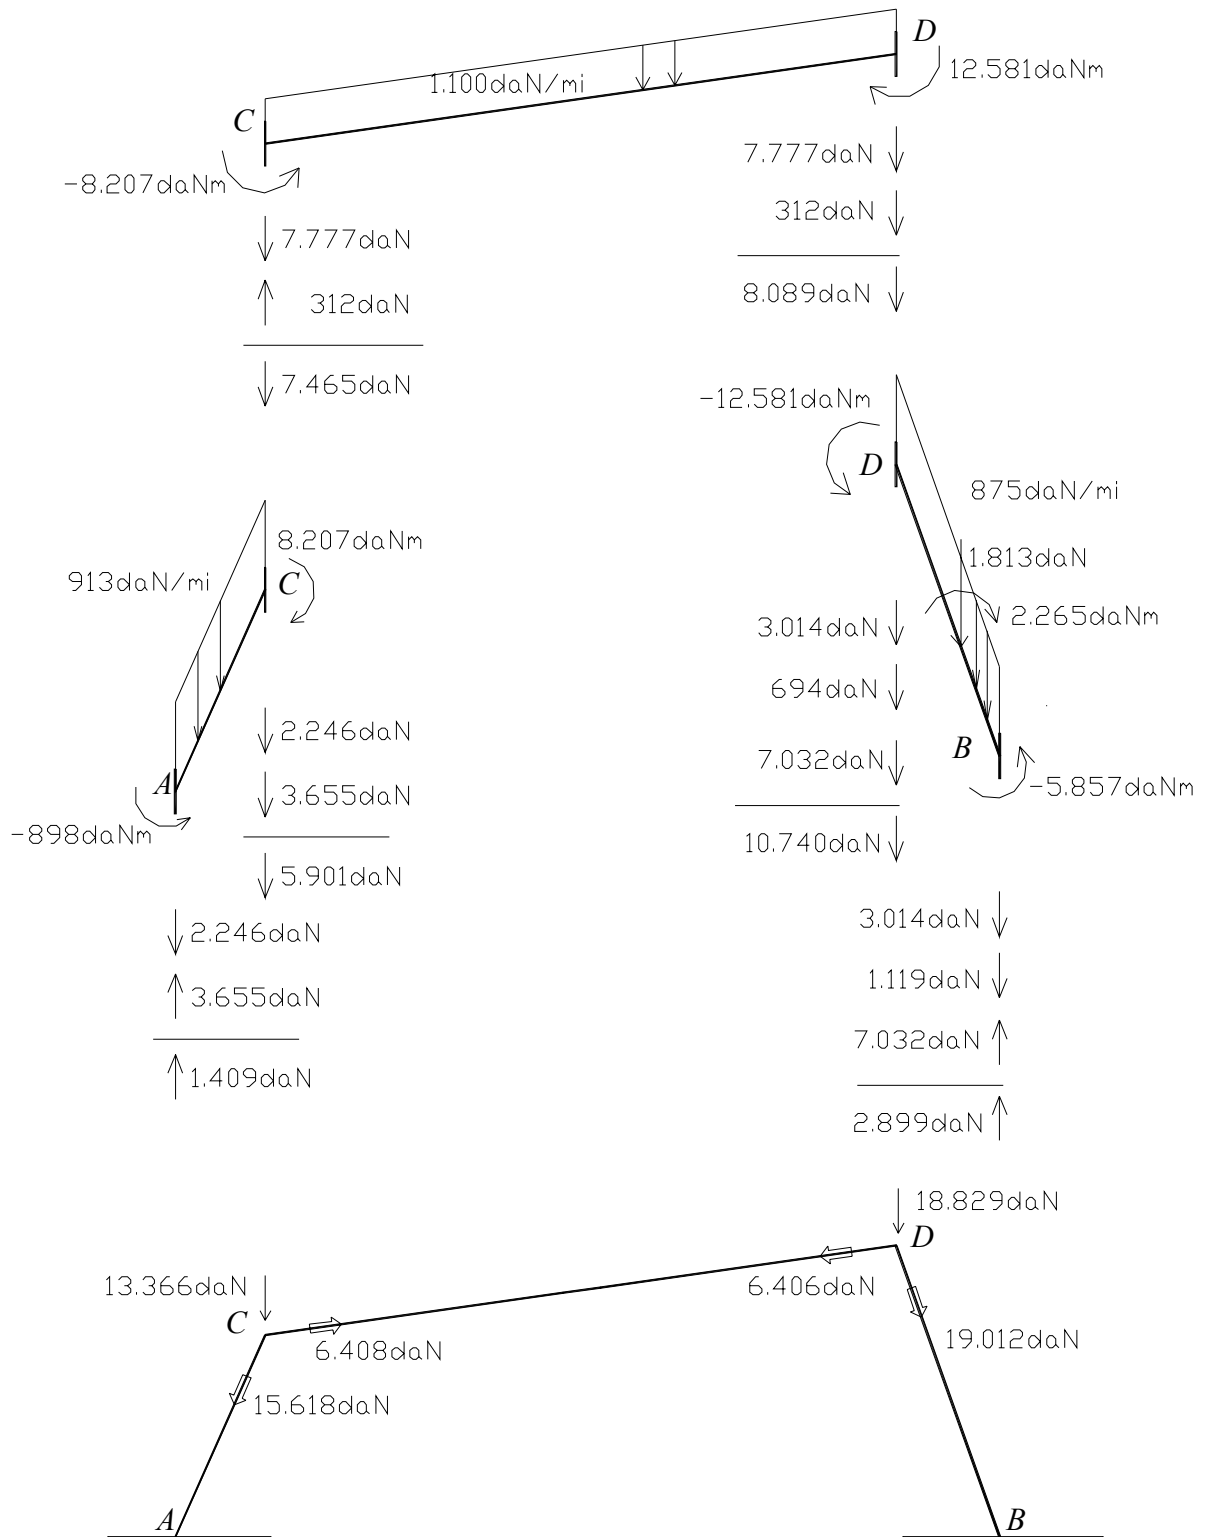 D
12.581daNm
1.100daN/mi
C
-8.207daNm
7.777daN
312daN
8.089daN
7.777daN
312daN
7.465daN
-12.581daNm
D
875daN/mi
1.813daN
2.265daNm
8.207daNm
C
913daN/mi
3.014daN
694daN
7.032daN
10.740daN
B
-5.857daNm
A
-898daNm
2.246daN
3.655daN
5.901daN
2.246daN
3.655daN
1.409daN
3.014daN
1.119daN
7.032daN
2.899daN
18.829daN
D
13.366daN
C
6.408daN
6.406daN
19.012daN
15.618daN
A
B